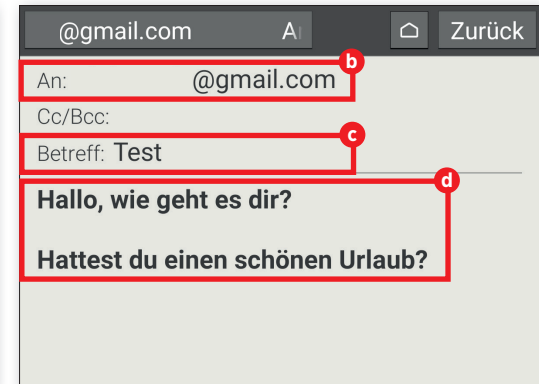 @gmail.com A
Zurück
b
An: @gmail.com
Cc/Bcc:
c
Betreff: Test
d
Hallo, wie geht es dir?
Hattest du einen schönen Urlaub?